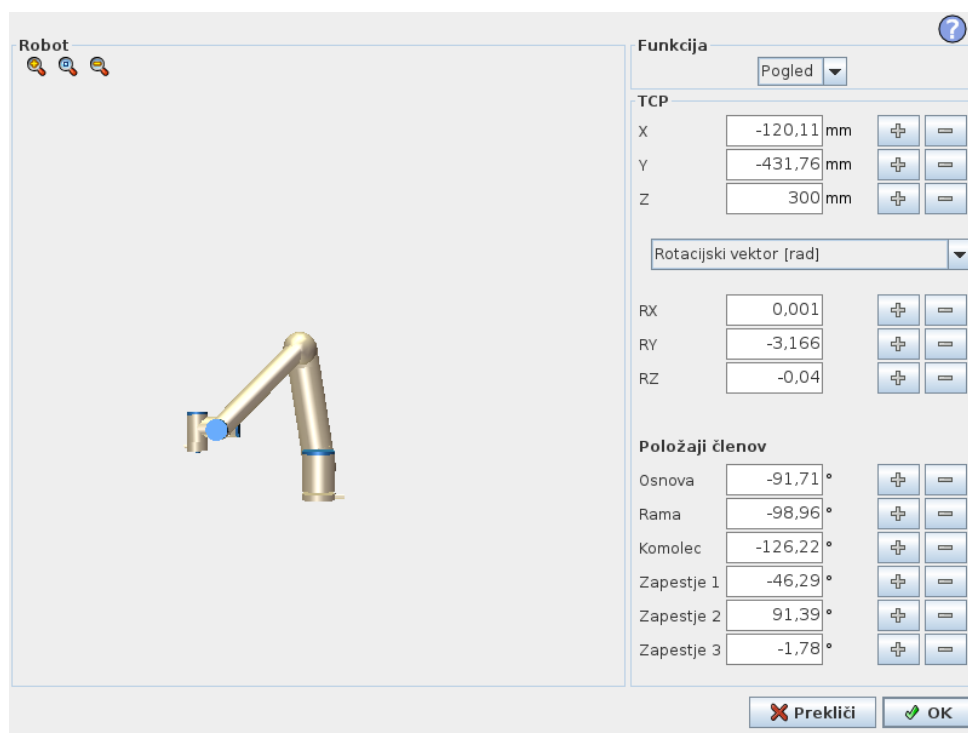 Robot
Funkcija
Pogled
TCP
X -120,11 mm
Y -431,76 mm
Z 300 mm
Rotacijski vektor [rad]
RX 0,001
RY -3,166
RZ -0,04
Položaji členov
Osnova -91,71 °
Rama -98,96 °
Komolec -126,22 °
Zapestje 1 -46,29 °
Zapestje 2 91,39 °
Zapestje 3 -1,78 °
Prekliči OK